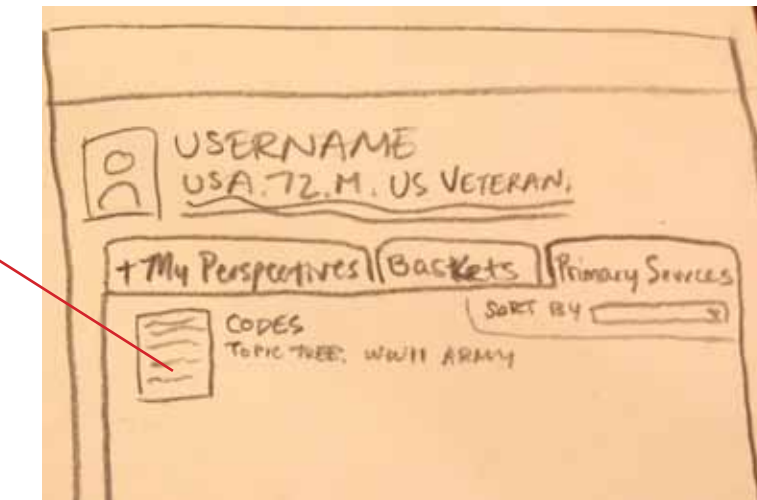 USERNAME
USA.72.M. US VETERAN.
+ My Perspectives Baskets Primary Sources
SORT BY
CODES
TOPIC TREE: WWII ARMY